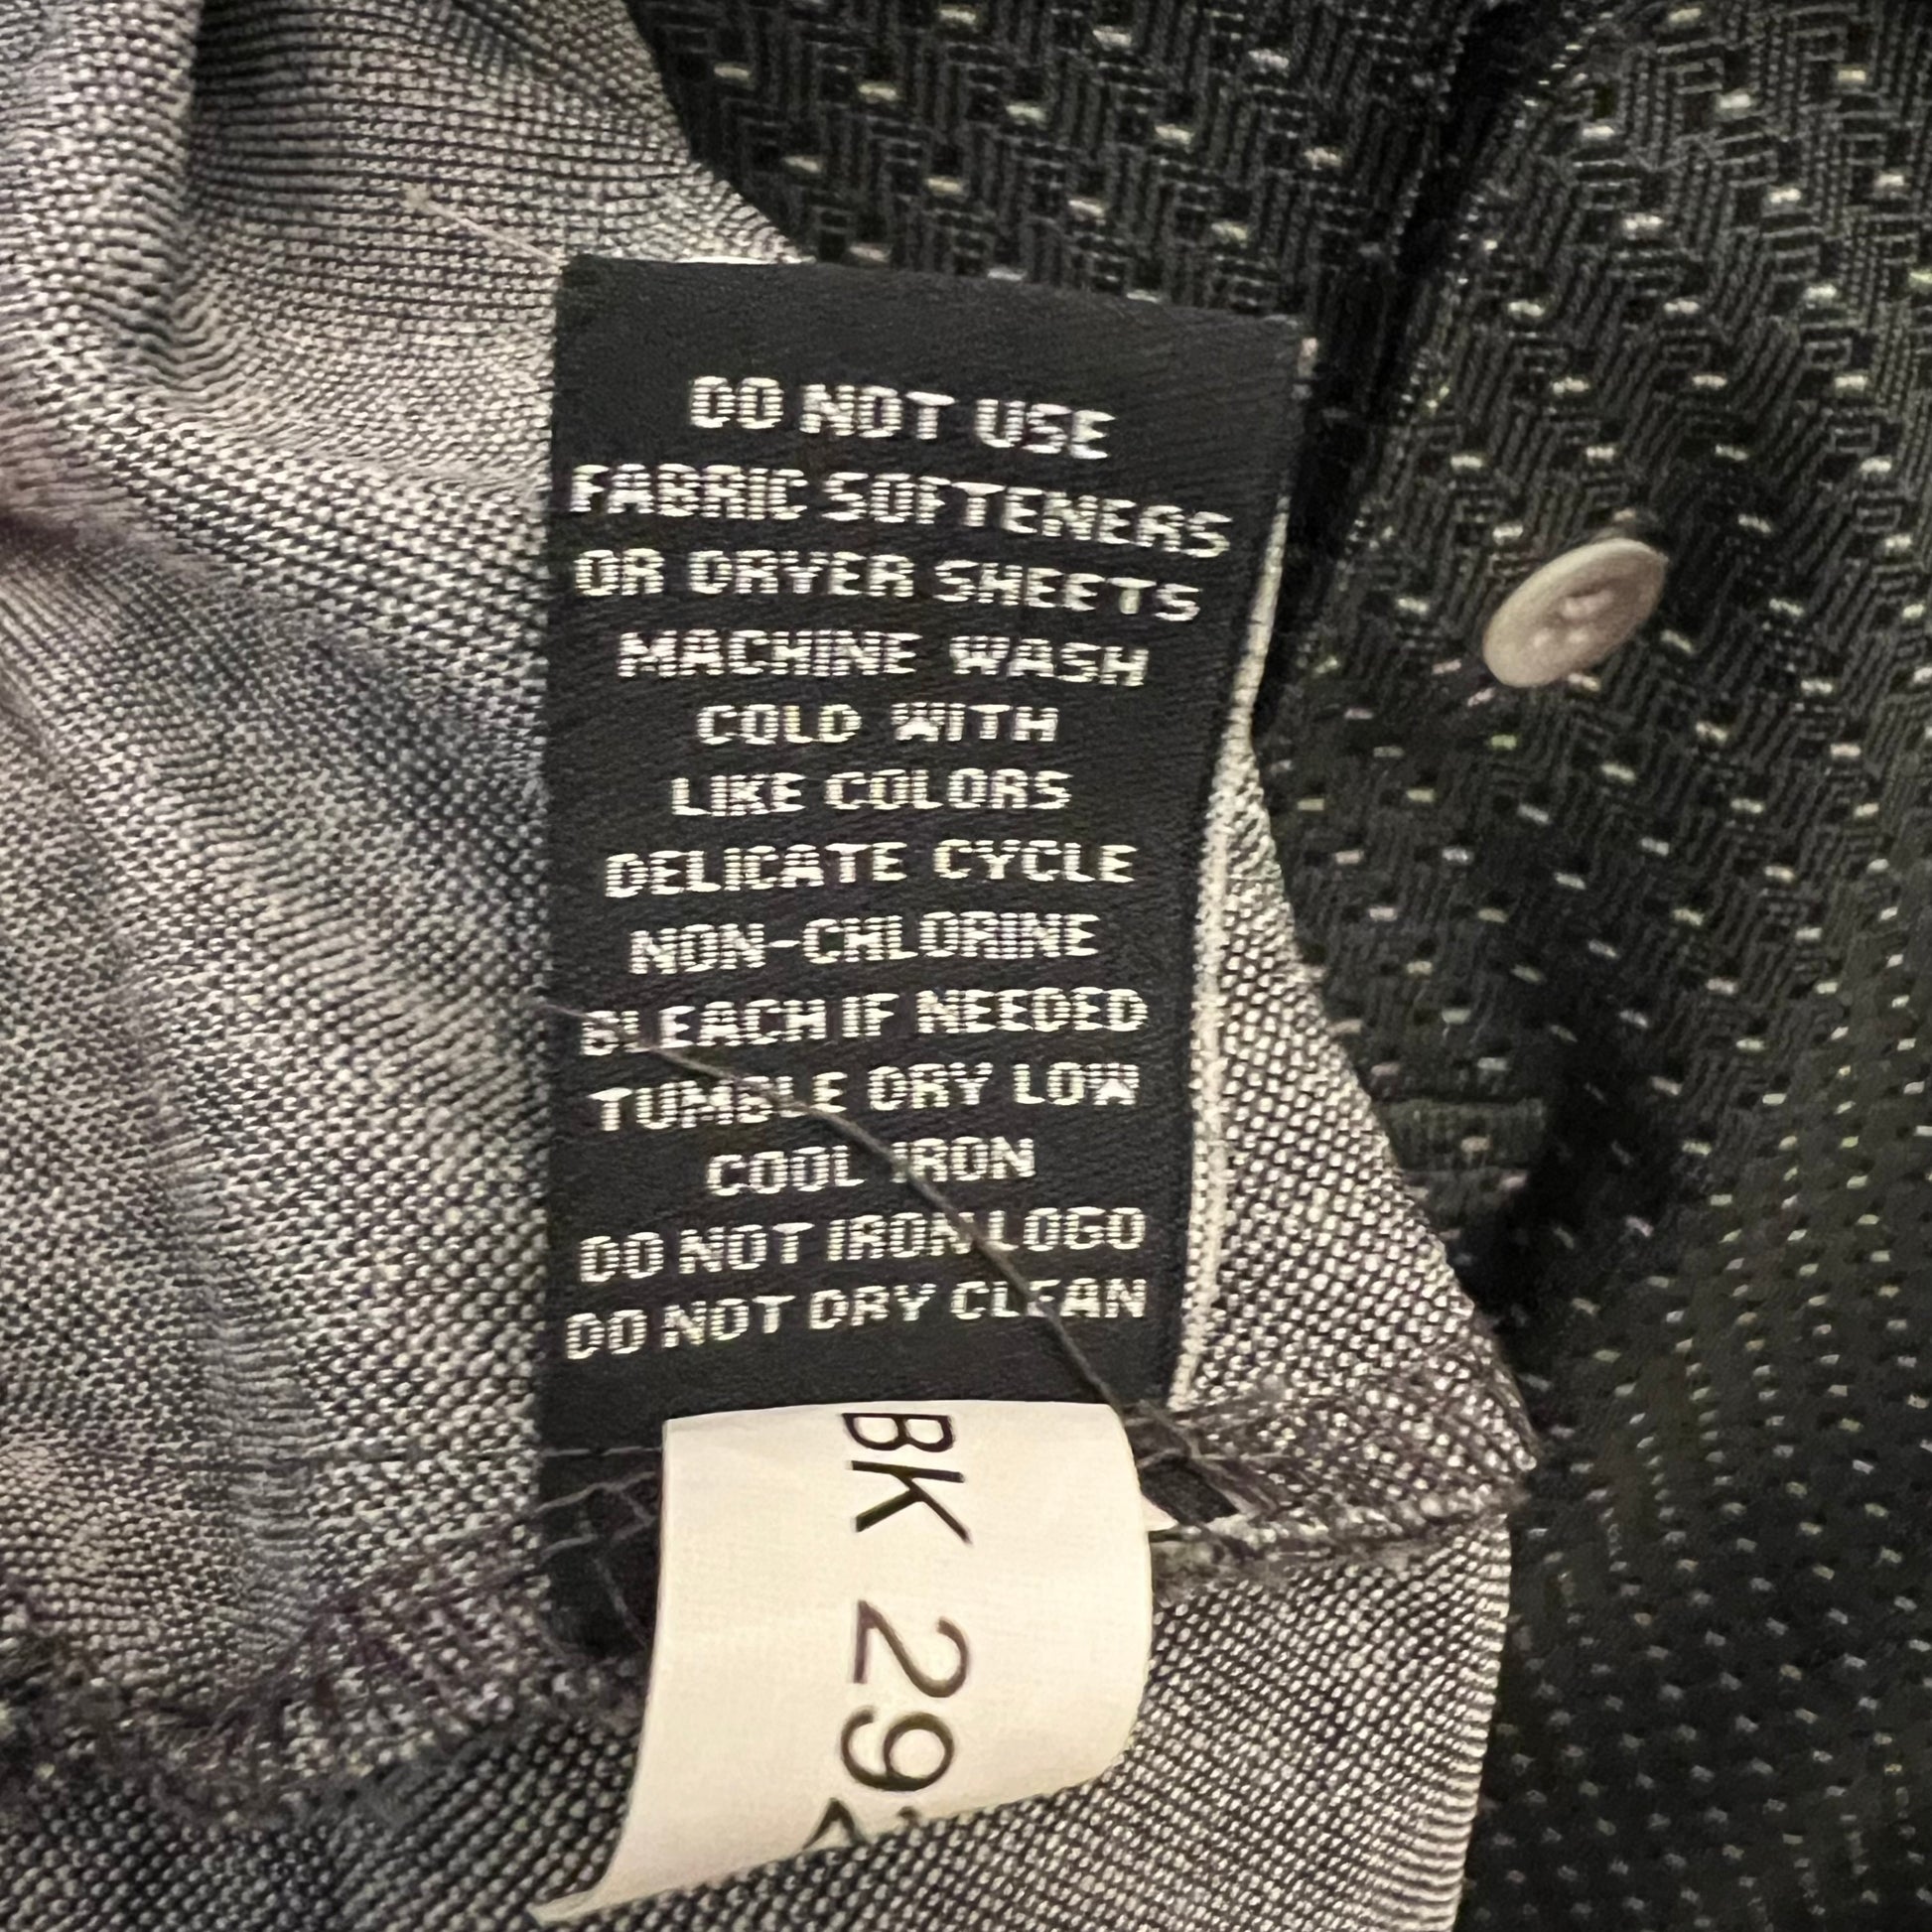 DO NOT USE
FABRIC SOFTENERS
OR DRYER SHEETS
MACHINE WASH
COLD WITH
LIKE COLORS
DELICATE CYCLE
NON-CHLORINE
BLEACH IF NEEDED
TUMBLE DRY LOW
COOL IRON
DO NOT IRON LOGO
DO NOT DRY CLEAN
BK 29